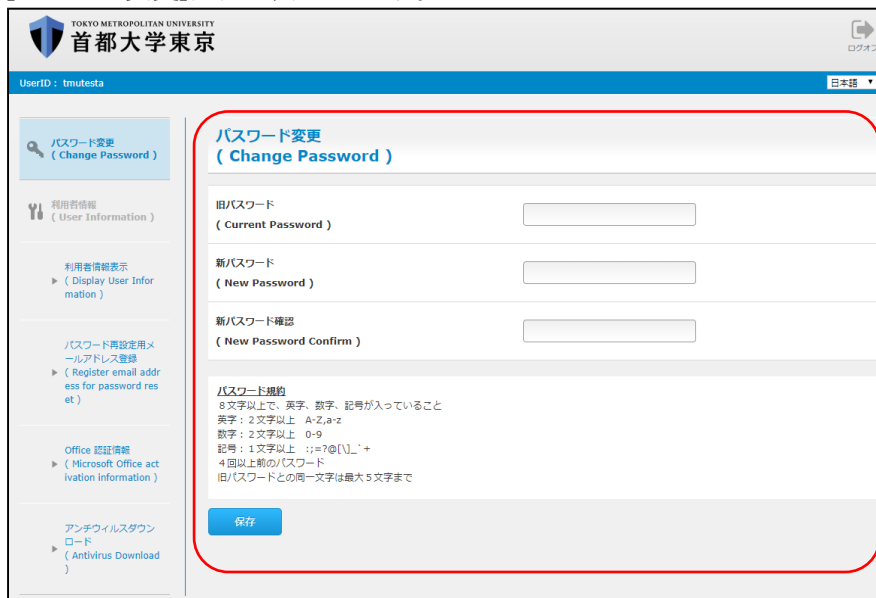 TOKYO METROPOLITAN UNIVERSITY
首都大学東京
ログオフ
UserID : tmutesta
日本語
パスワード変更
( Change Password )
利用者情報
( User Information )
利用者情報表示
( Display User Infor
mation )
パスワード再設定用メ
ールアドレス登録
( Register email addr
ess for password res
et )
Office 認証情報
( Microsoft Office act
ivation information )
アンチウィルスダウン
ロード
( Antivirus Download
)
パスワード変更
( Change Password )
旧パスワード
( Current Password )
新パスワード
( New Password )
新パスワード確認
( New Password Confirm )
パスワード規約
８文字以上で、英字、数字、記号が入っていること
英字：２文字以上 A-Z,a-z
数字：２文字以上 0-9
記号：１文字以上 :;=?@[\]_`+
４回以上前のパスワード
旧パスワードとの同一文字は最大５文字まで
保存